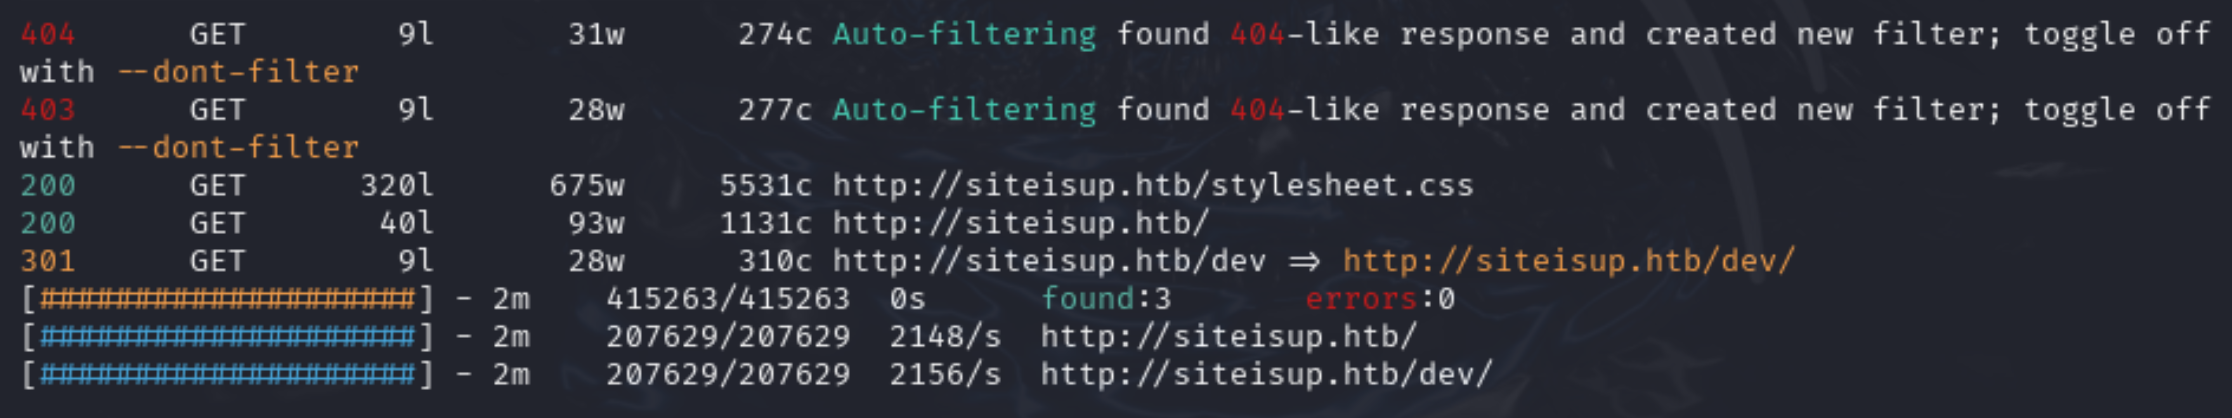 404      GET        9l       31w      274c Auto-filtering found 404-like response and created new filter; toggle off
with --dont-filter
403      GET        9l       28w      277c Auto-filtering found 404-like response and created new filter; toggle off
with --dont-filter
200      GET      320l      675w     5531c http://siteisup.htb/stylesheet.css
200      GET       40l       93w     1131c http://siteisup.htb/
301      GET        9l       28w      310c http://siteisup.htb/dev => http://siteisup.htb/dev/
[####################] - 2m    415263/415263  0s      found:3       errors:0
[####################] - 2m    207629/207629  2148/s  http://siteisup.htb/
[####################] - 2m    207629/207629  2156/s  http://siteisup.htb/dev/